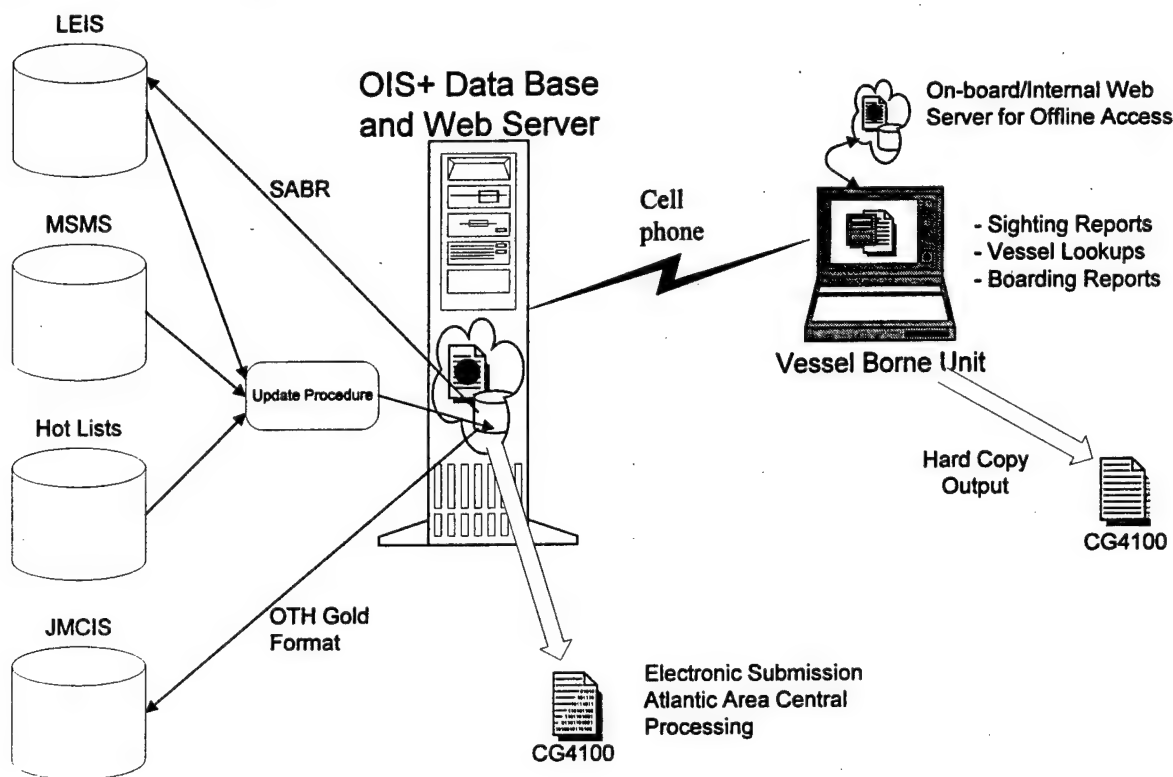 LEIS
OIS+ Data Base
and Web Server
On-board/Internal Web
Server for Offline Access
SABR
Cell
phone
MSMS
- Sighting Reports
- Vessel Lookups
- Boarding Reports
Vessel Borne Unit
Update Procedure
Hot Lists
Hard Copy
Output
CG4100
OTH Gold
Format
JMCIS
Electronic Submission
Atlantic Area Central
Processing
CG4100